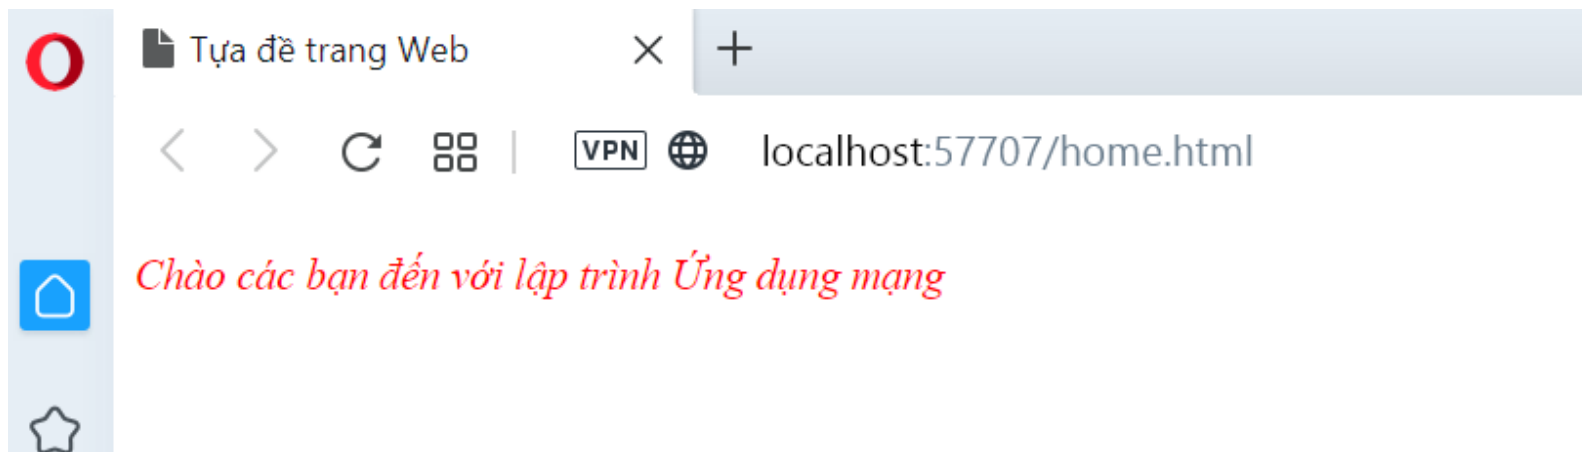 Tựa đề trang Web
VPN localhost:57707/home.html
Chào các bạn đến với lập trình Ứng dụng mạng